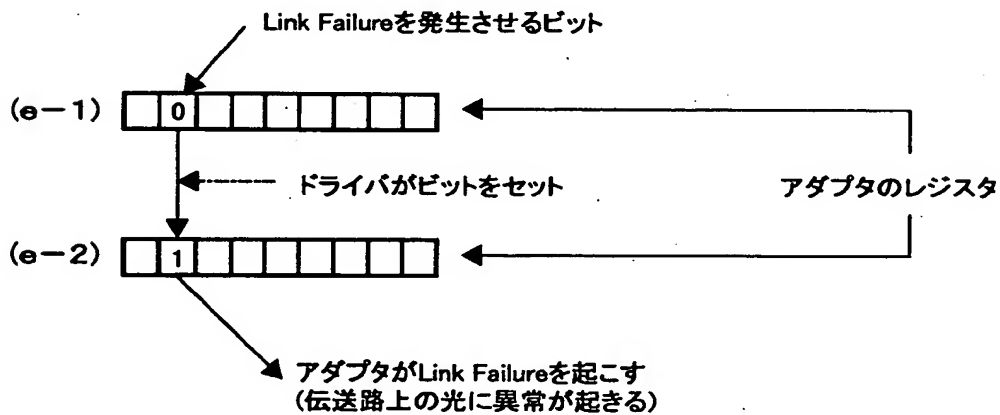 Link Failureを発生させるビット
(e-1) 0
ドライバがビットをセット
アダプタのレジスタ
(e-2) 1
アダプタがLink Failureを起こす
(伝送路上の光に異常が起きる)